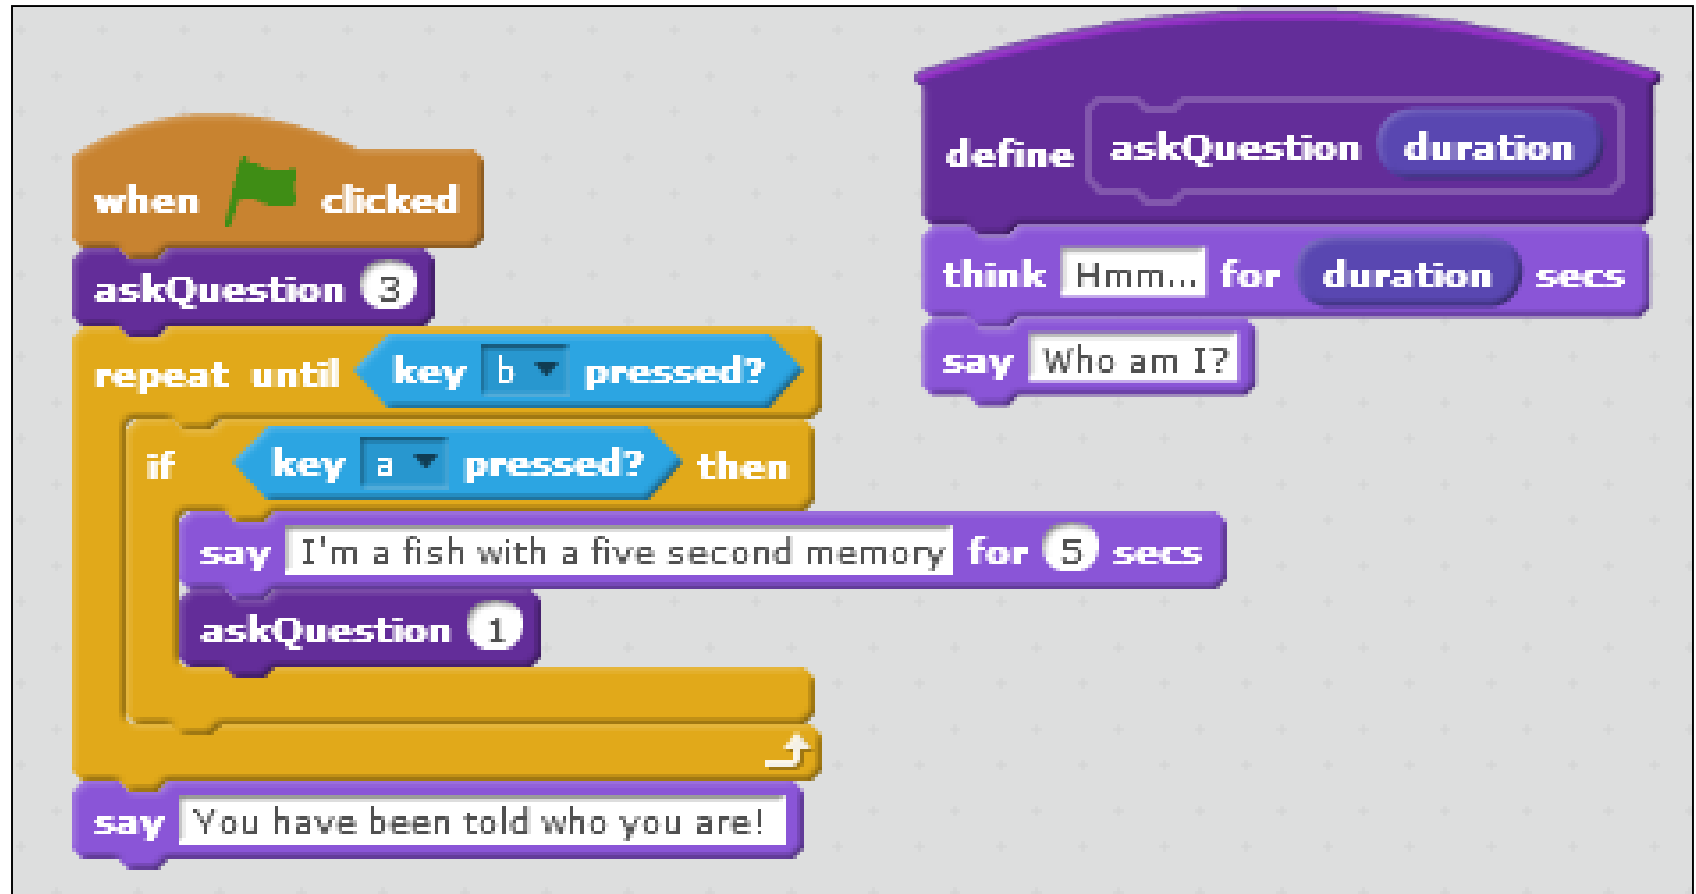 when clicked
askQuestion 3
repeat until key b pressed?
if key a pressed? then
say I'm a fish with a five second memory for 5 secs
askQuestion 1
say You have been told who you are!
define askQuestion duration
think Hmm... for duration secs
say Who am I?